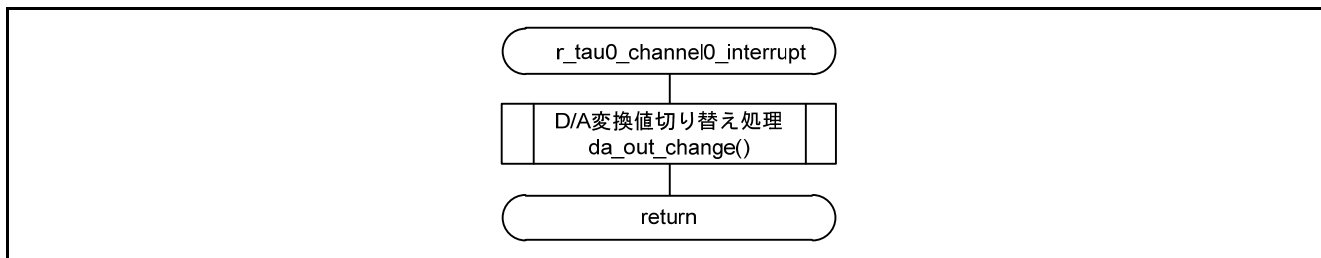 r_tau0_channel0_interrupt
D/A変換値切り替え処理
da_out_change()
return